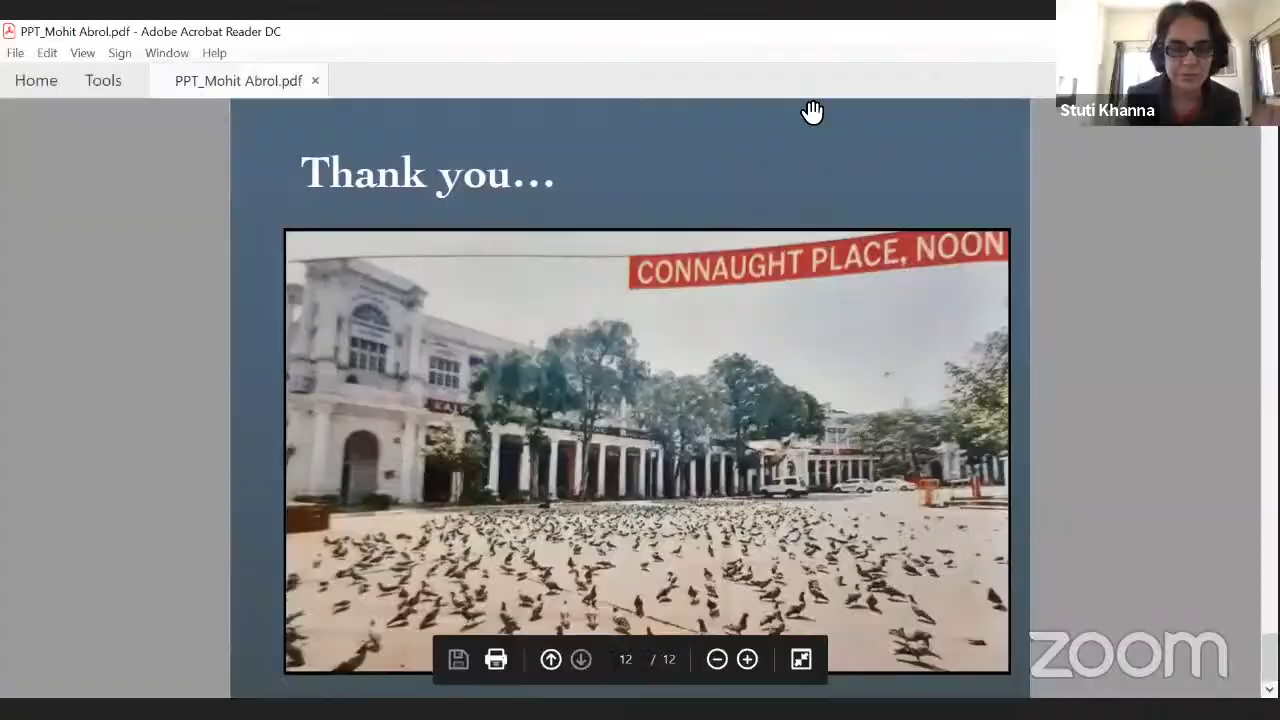 PPT_Mohit Abrol.pdf - Adobe Acrobat Reader DC
File Edit View Sign Window Help
Home Tools PPT_Mohit Abrol.pdf ×
Stuti Khanna
Thank you...
CONNAUGHT PLACE, NOON
12 / 12
zoom